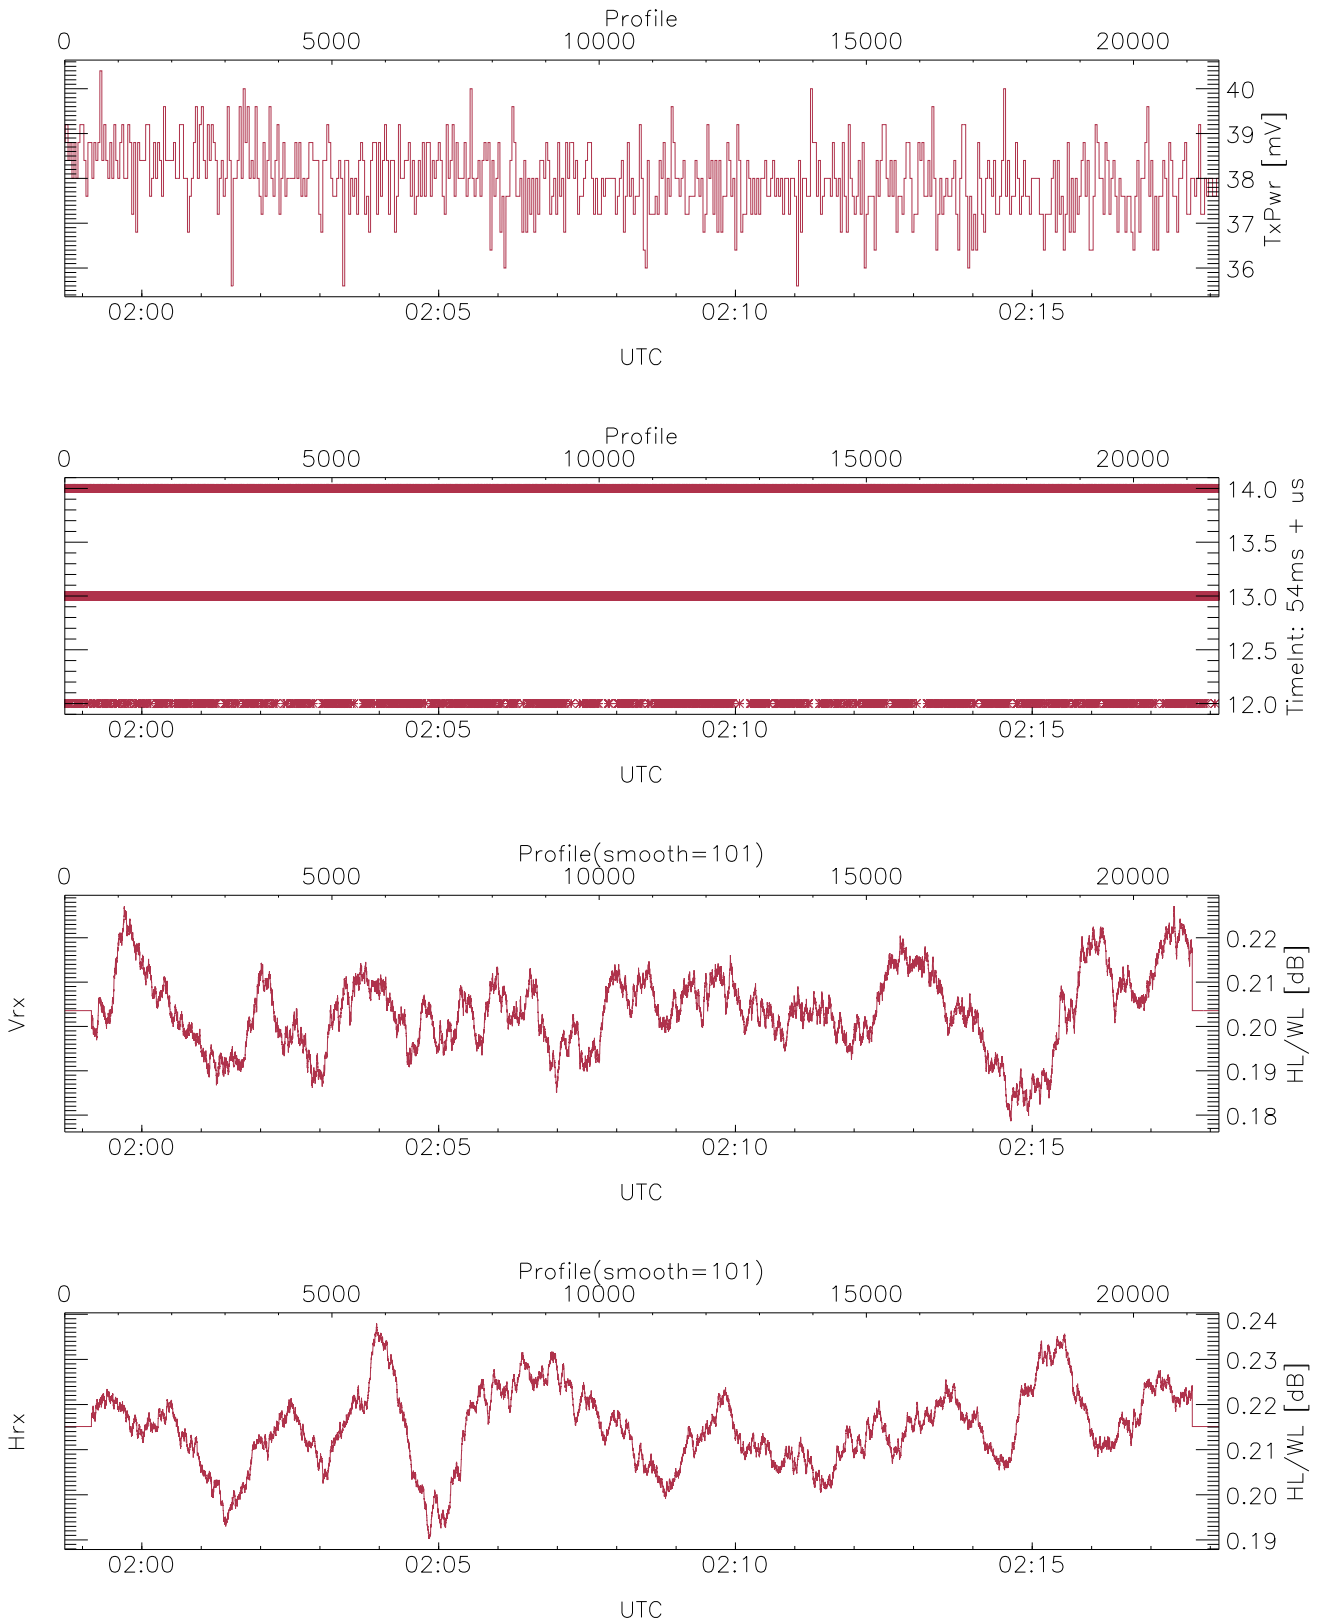 Profile
0 5000 10000 15000 20000
40
39
38
37
36
TxPwr [mV]
02:00 02:05 02:10 02:15
UTC
Profile
0 5000 10000 15000 20000
14.0
13.5
13.0
12.5
12.0
TimeInt: 54ms + us
02:00 02:05 02:10 02:15
UTC
Profile(smooth=101)
0 5000 10000 15000 20000
Vrx
0.22
0.21
0.20
0.19
0.18
HL/WL [dB]
02:00 02:05 02:10 02:15
UTC
Profile(smooth=101)
0 5000 10000 15000 20000
Hrx
0.24
0.23
0.22
0.21
0.20
0.19
HL/WL [dB]
02:00 02:05 02:10 02:15
UTC